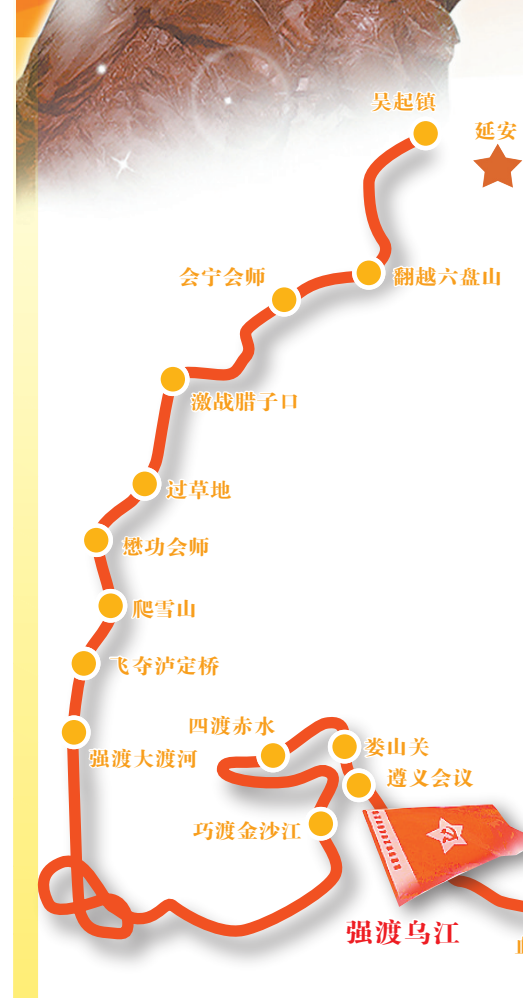 吴起镇
延安
会宁会师
翻越六盘山
激战腊子口
过草地
懋功会师
爬雪山
飞夺泸定桥
四渡赤水
娄山关
强渡大渡河
遵义会议
巧渡金沙江
强渡乌江